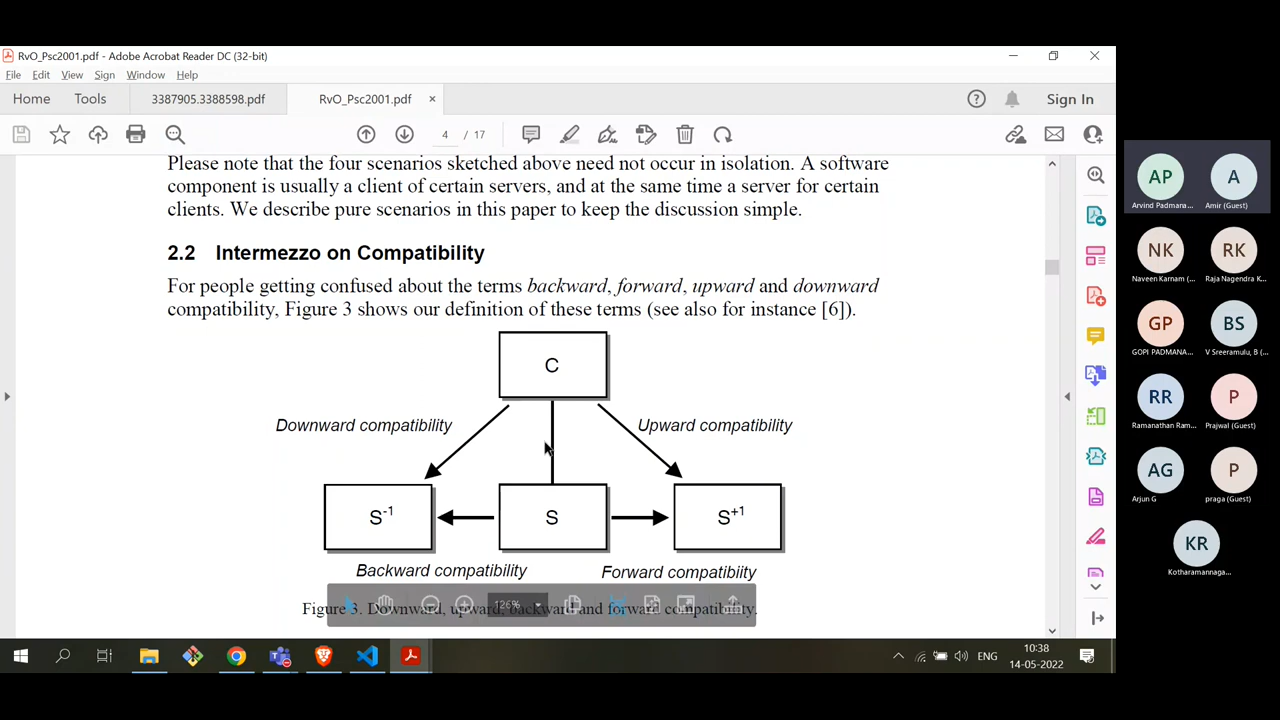 RvO_Psc2001.pdf - Adobe Acrobat Reader DC (32-bit)
File Edit View Sign Window Help
Home Tools 3387905.3388598.pdf RvO_Psc2001.pdf × Sign In
4 / 17
Please note that the four scenarios sketched above need not occur in isolation. A software
component is usually a client of certain servers, and at the same time a server for certain
clients. We describe pure scenarios in this paper to keep the discussion simple.
2.2 Intermezzo on Compatibility
For people getting confused about the terms backward, forward, upward and downward
compatibility, Figure 3 shows our definition of these terms (see also for instance [6]).
C
Downward compatibility Upward compatibility
S-1 S S+1
Backward compatibility Forward compatibiity
126%
Figure 3. Downward, upward, backward and forward compatibility.
AP A
Arvind Padmana... Amir (Guest)
NK RK
Naveen Karnam (... Raja Nagendra K...
GP BS
GOPI PADMANA... V Sreeramulu, B (...
RR P
Ramanathan Ram... Prajwal (Guest)
AG P
Arjun G praga (Guest)
KR
Kotharamannaga...
ENG
10:38
14-05-2022